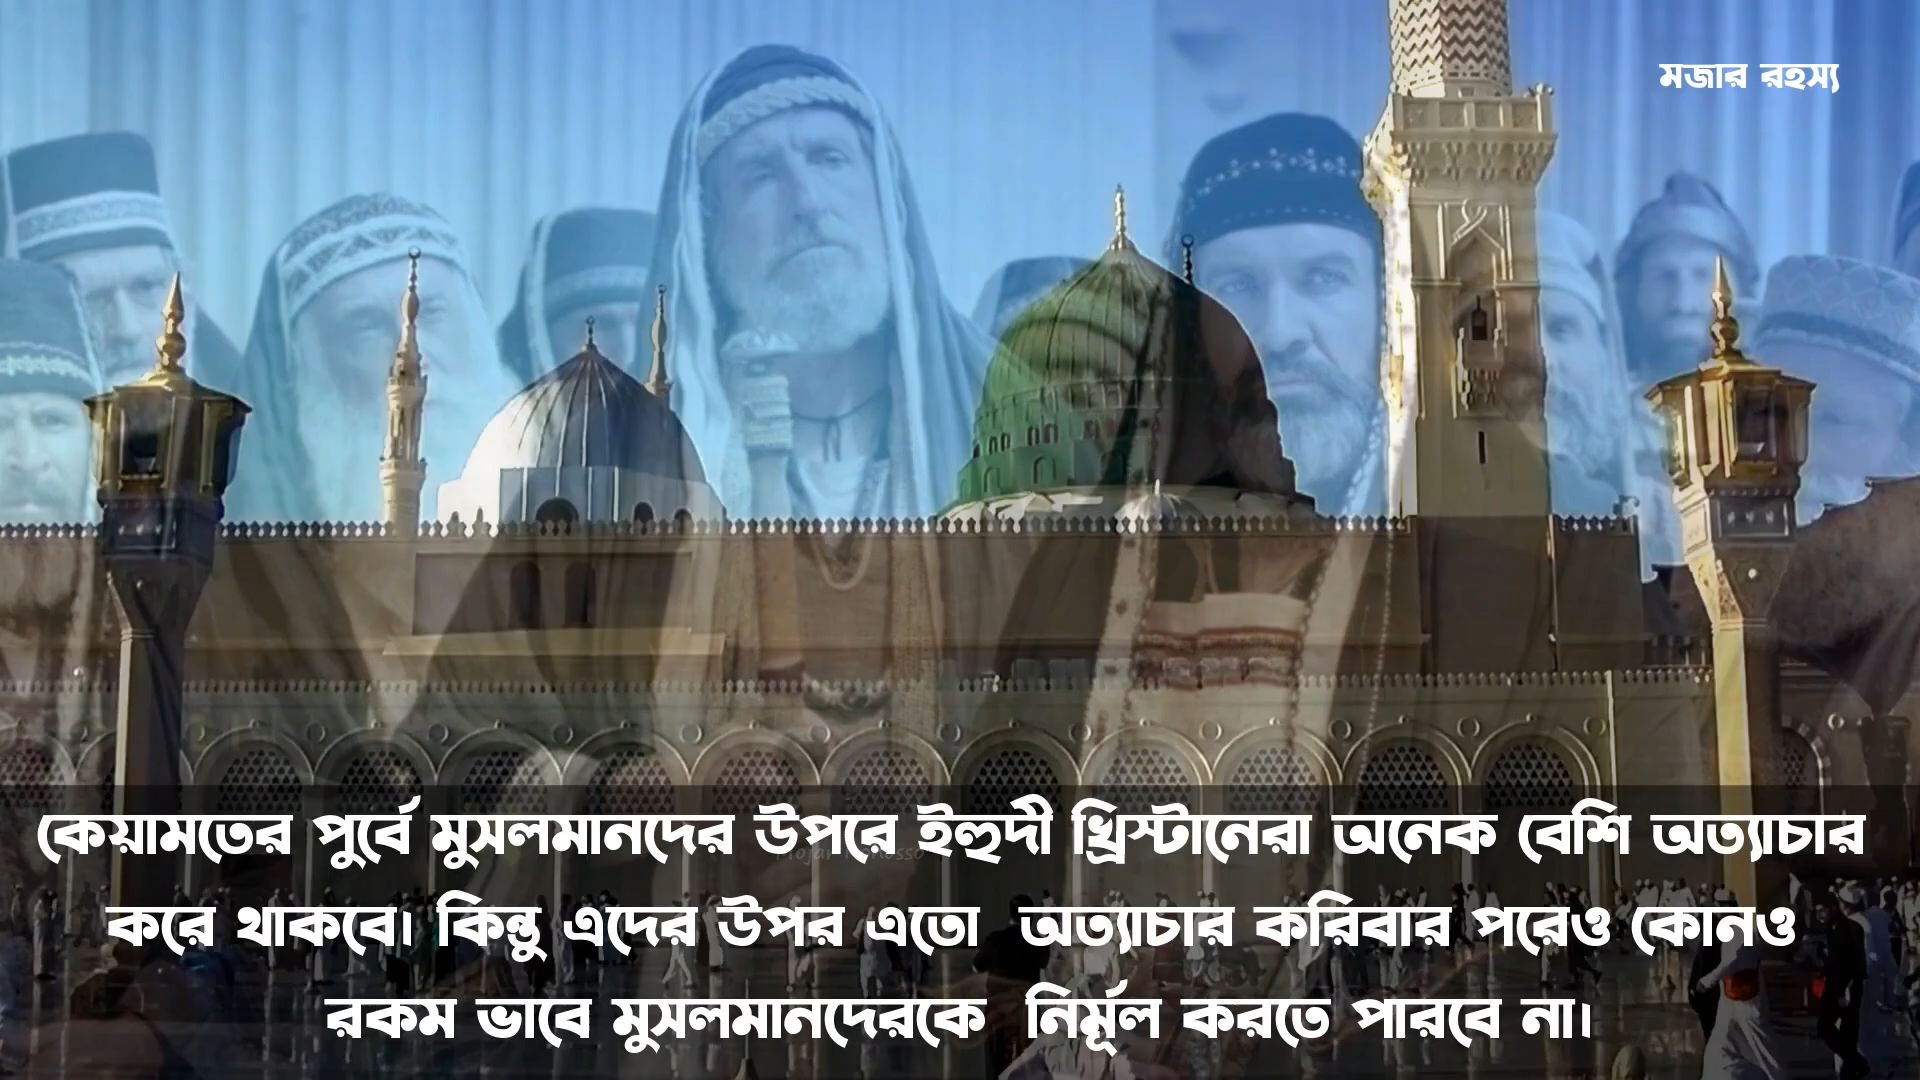 মজার রহস্য
কেয়ামতের পুর্বে মুসলমানদের উপরে ইহুদী খ্রিস্টানেরা অনেক বেশি অত্যাচার
করে থাকবে। কিন্তু এদের উপর এতো অত্যাচার করিবার পরেও কোনও
রকম ভাবে মুসলমানদেরকে নির্মূল করতে পারবে না।